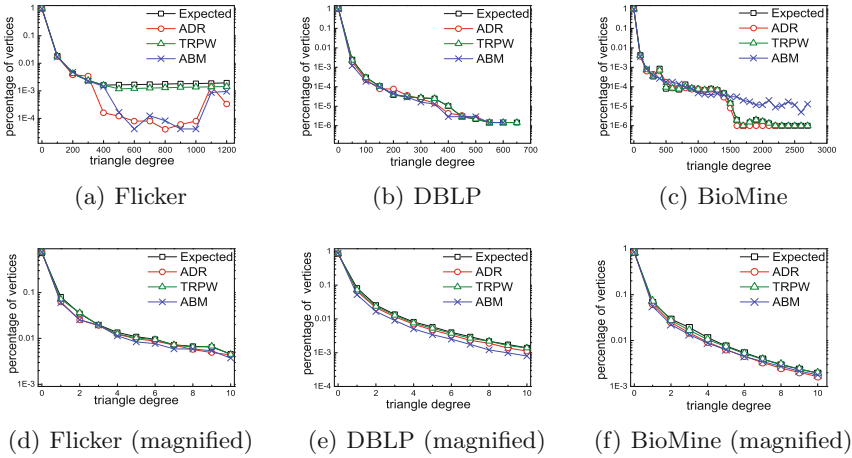 Expected
ADR
TRPW
ABM
percentage of vertices
1
0.1
0.01
1E-3
1E-4
0 200 400 600 800 1000 1200
triangle degree
(a) Flicker
Expected
ADR
TRPW
ABM
percentage of vertices
1
0.1
0.01
1E-3
1E-4
1E-5
1E-6
0 100 200 300 400 500 600 700
triangle degree
(b) DBLP
Expected
ADR
TRPW
ABM
percentage of vertices
1
0.1
0.01
1E-3
1E-4
1E-5
1E-6
0 500 1000 1500 2000 2500 3000
triangle degree
(c) BioMine
Expected
ADR
TRPW
ABM
percentage of vertices
0.1
0.01
1E-3
0 2 4 6 8 10
triangle degree
(d) Flicker (magnified)
Expected
ADR
TRPW
ABM
percentage of vertices
1
0.1
0.01
1E-3
1E-4
0 2 4 6 8 10
triangle degree
(e) DBLP (magnified)
Expected
ADR
TRPW
ABM
percentage of vertices
1
0.1
0.01
1E-3
0 2 4 6 8 10
triangle degree
(f) BioMine (magnified)